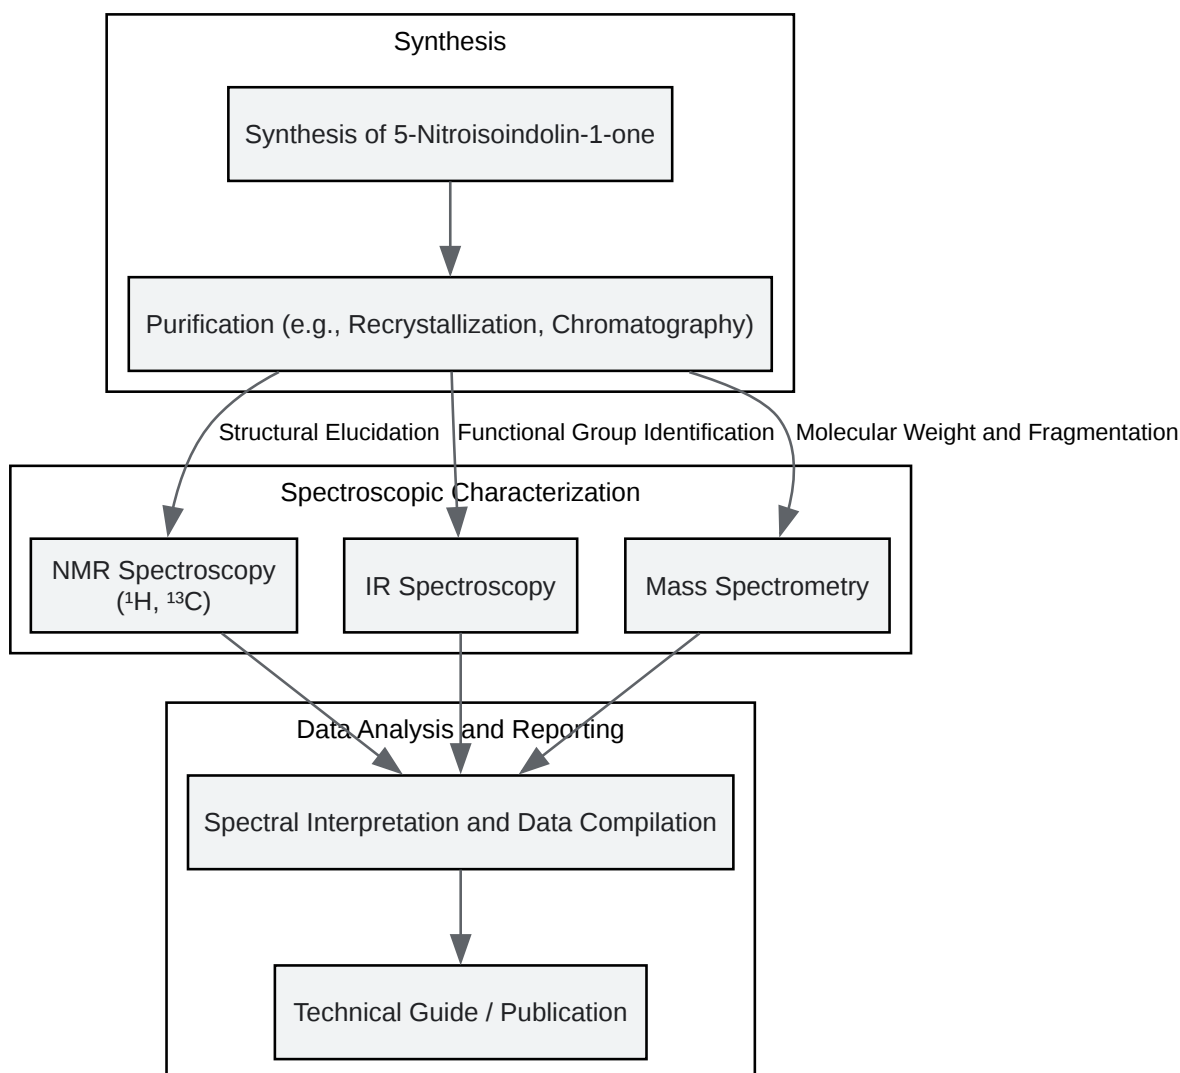 Synthesis
Synthesis of 5-Nitroisoindolin-1-one
Purification (e.g., Recrystallization, Chromatography)
Structural Elucidation
Functional Group Identification
Molecular Weight and Fragmentation
Spectroscopic Characterization
NMR Spectroscopy
(¹H, ¹³C)
IR Spectroscopy
Mass Spectrometry
Data Analysis and Reporting
Spectral Interpretation and Data Compilation
Technical Guide / Publication